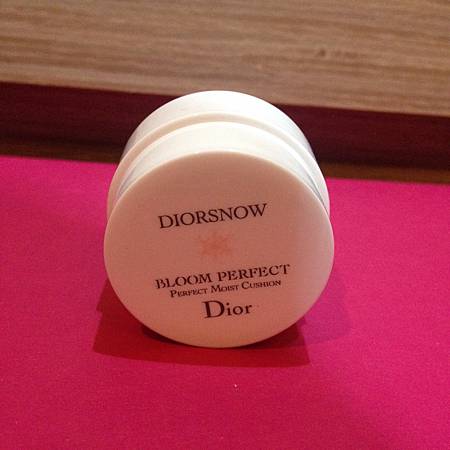 DIORSNOW
BLOOM PERFECT
PERFECT MOIST CUSHION
Dior